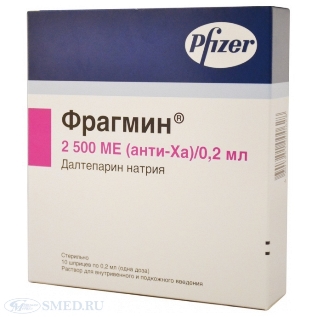 Pfizer
Фрагмин®
2 500 МЕ (анти-Ха)/0,2 мл
Далтепарин натрия
Стерильно
10 шприцев по 0,2 мл (одна доза)
Раствор для внутривенного и подкожного введения
SMED.RU